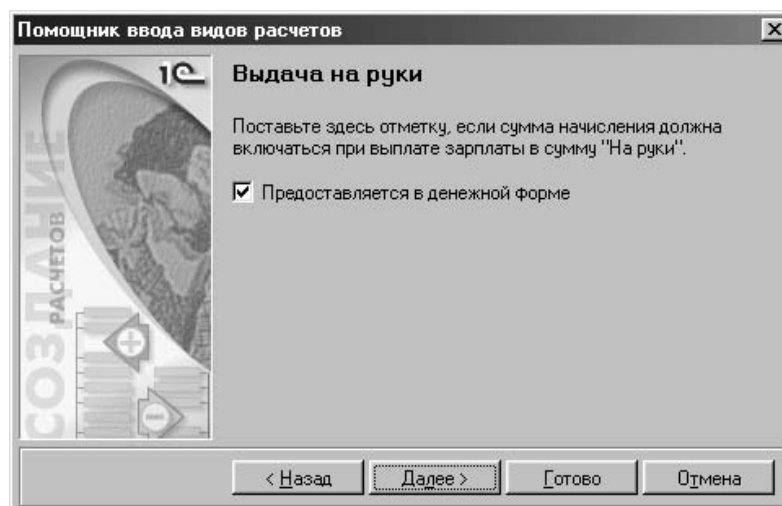 Помощник ввода видов расчетов
1С
СОЗДАНИЕ
РАСЧЕТОВ
Выдача на руки
Поставьте здесь отметку, если сумма начисления должна
включаться при выплате зарплаты в сумму "На руки".
Предоставляется в денежной форме
< Назад
Далее >
Готово
Отмена